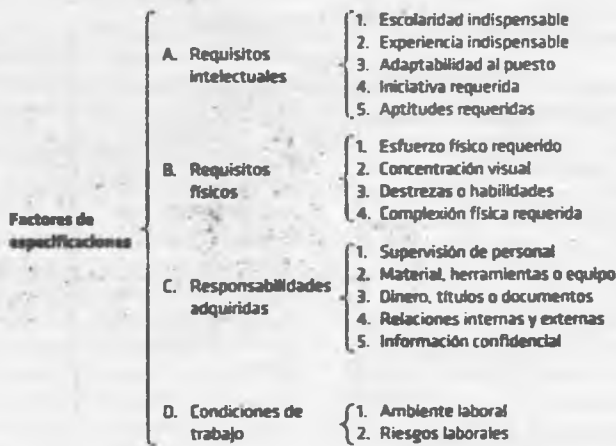 Factores de
especificaciones
A. Requisitos
intelectuales
1. Escolaridad indispensable
2. Experiencia indispensable
3. Adaptabilidad al puesto
4. Iniciativa requerida
5. Aptitudes requeridas
B. Requisitos
físicos
1. Esfuerzo físico requerido
2. Concentración visual
3. Destrezas o habilidades
4. Complexión física requerida
C. Responsabilidades
adquiridas
1. Supervisión de personal
2. Material, herramientas o equipo
3. Dinero, títulos o documentos
4. Relaciones internas y externas
5. Información confidencial
D. Condiciones de
trabajo
1. Ambiente laboral
2. Riesgos laborales